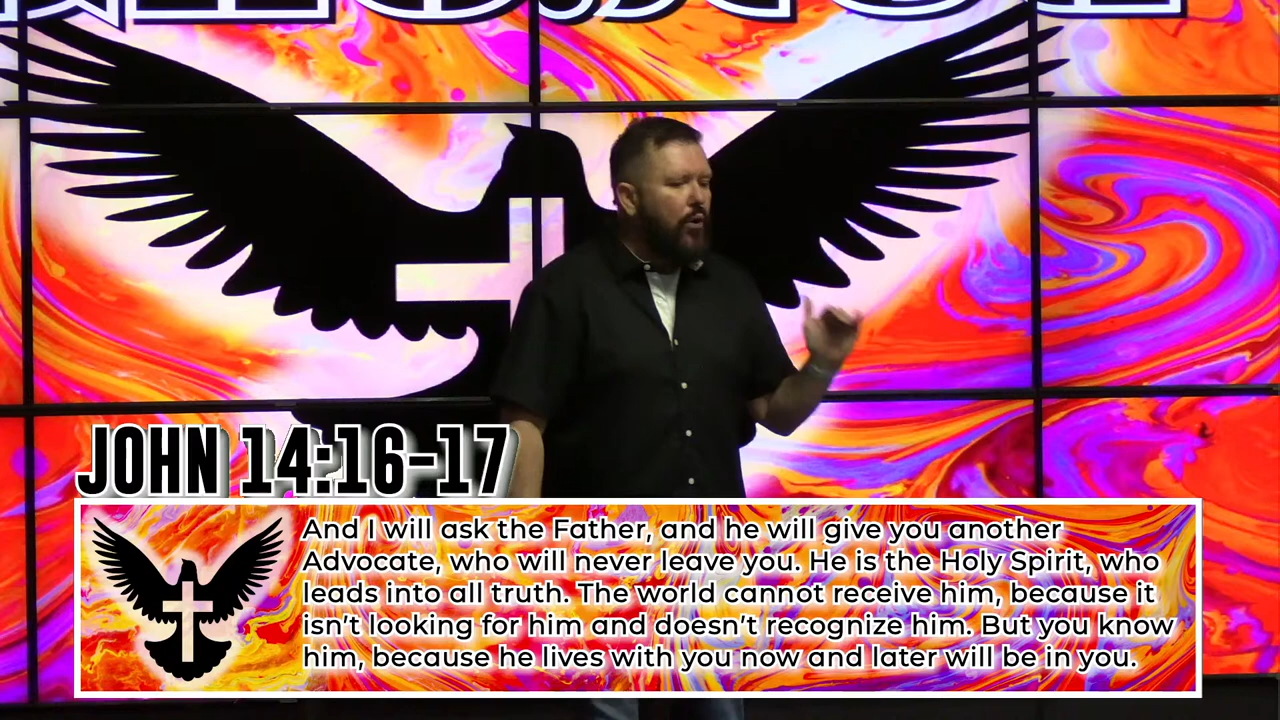 JOHN 14:16-17
And I will ask the Father, and he will give you another
Advocate, who will never leave you. He is the Holy Spirit, who
leads into all truth. The world cannot receive him, because it
isn't looking for him and doesn't recognize him. But you know
him, because he lives with you now and later will be in you.